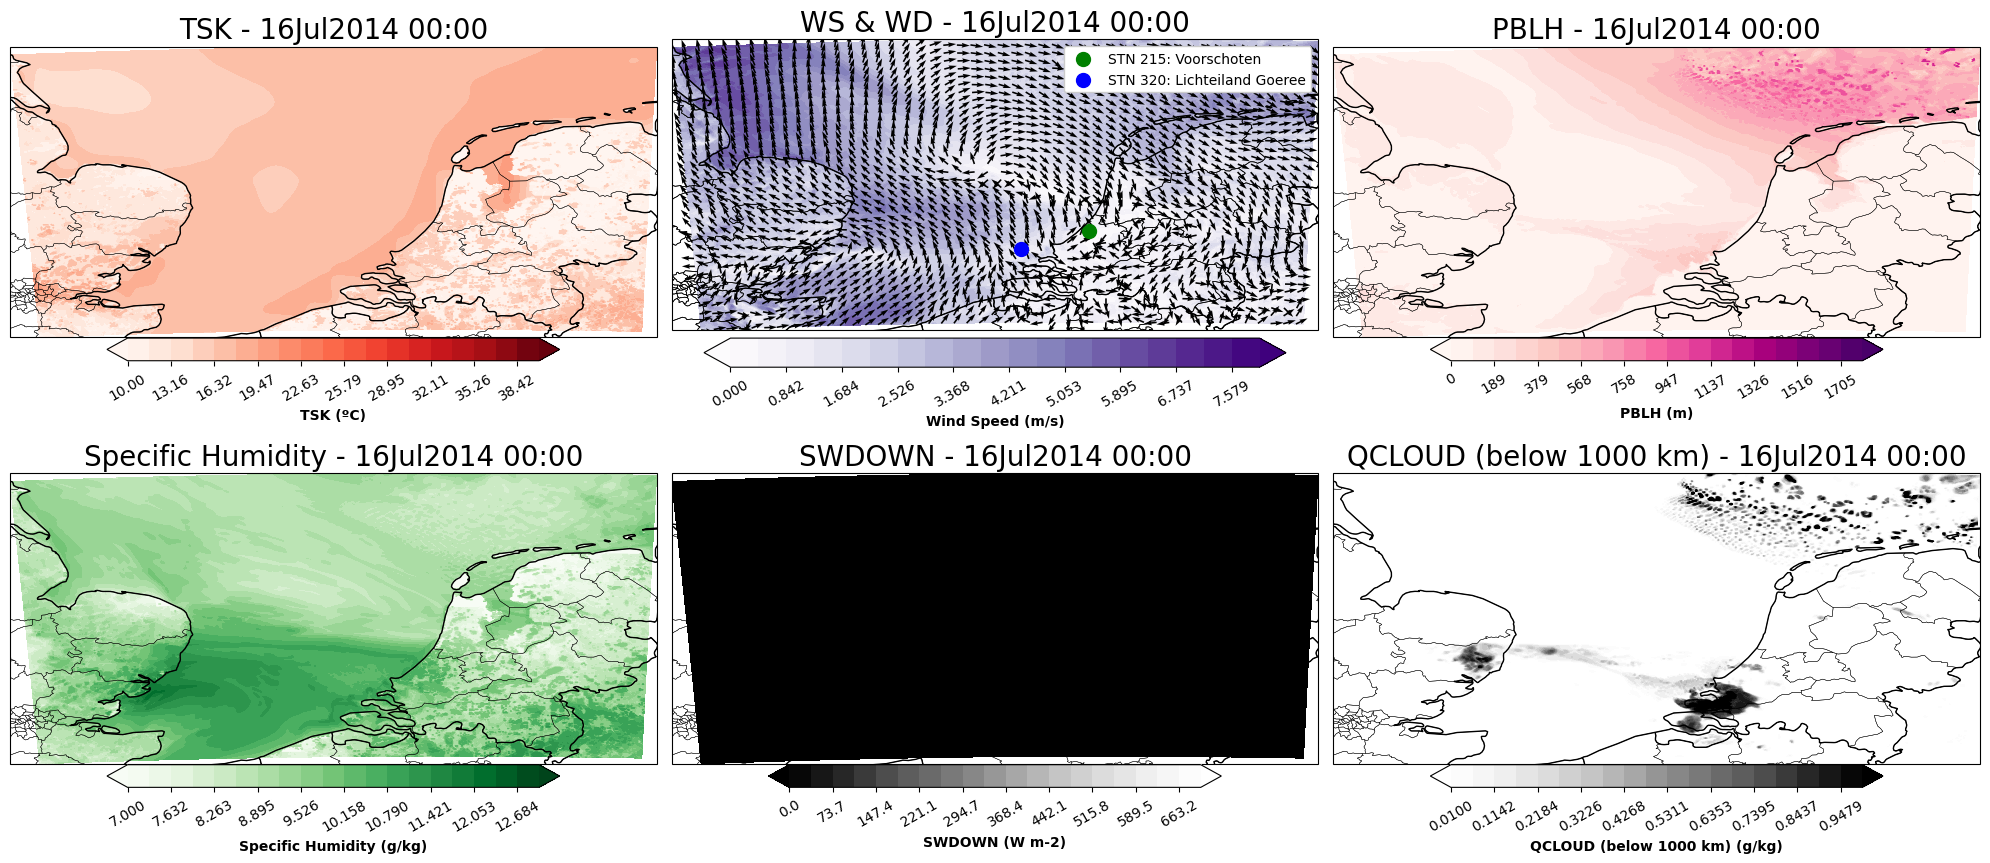 TSK - 16Jul2014 00:00
WS & WD - 16Jul2014 00:00
PBLH - 16Jul2014 00:00
STN 215: Voorschoten
STN 320: Lichteiland Goeree
10.00 13.16 16.32 19.47 22.63 25.79 28.95 32.11 35.26 38.42
TSK (ºC)
0.000 0.842 1.684 2.526 3.368 4.211 5.053 5.895 6.737 7.579
Wind Speed (m/s)
0 189 379 568 758 947 1137 1326 1516 1705
PBLH (m)
Specific Humidity - 16Jul2014 00:00
SWDOWN - 16Jul2014 00:00
QCLOUD (below 1000 km) - 16Jul2014 00:00
7.000 7.632 8.263 8.895 9.526 10.158 10.790 11.421 12.053 12.684
Specific Humidity (g/kg)
0.0 73.7 147.4 221.1 294.7 368.4 442.1 515.8 589.5 663.2
SWDOWN (W m-2)
0.0100 0.1142 0.2184 0.3226 0.4268 0.5311 0.6353 0.7395 0.8437 0.9479
QCLOUD (below 1000 km) (g/kg)